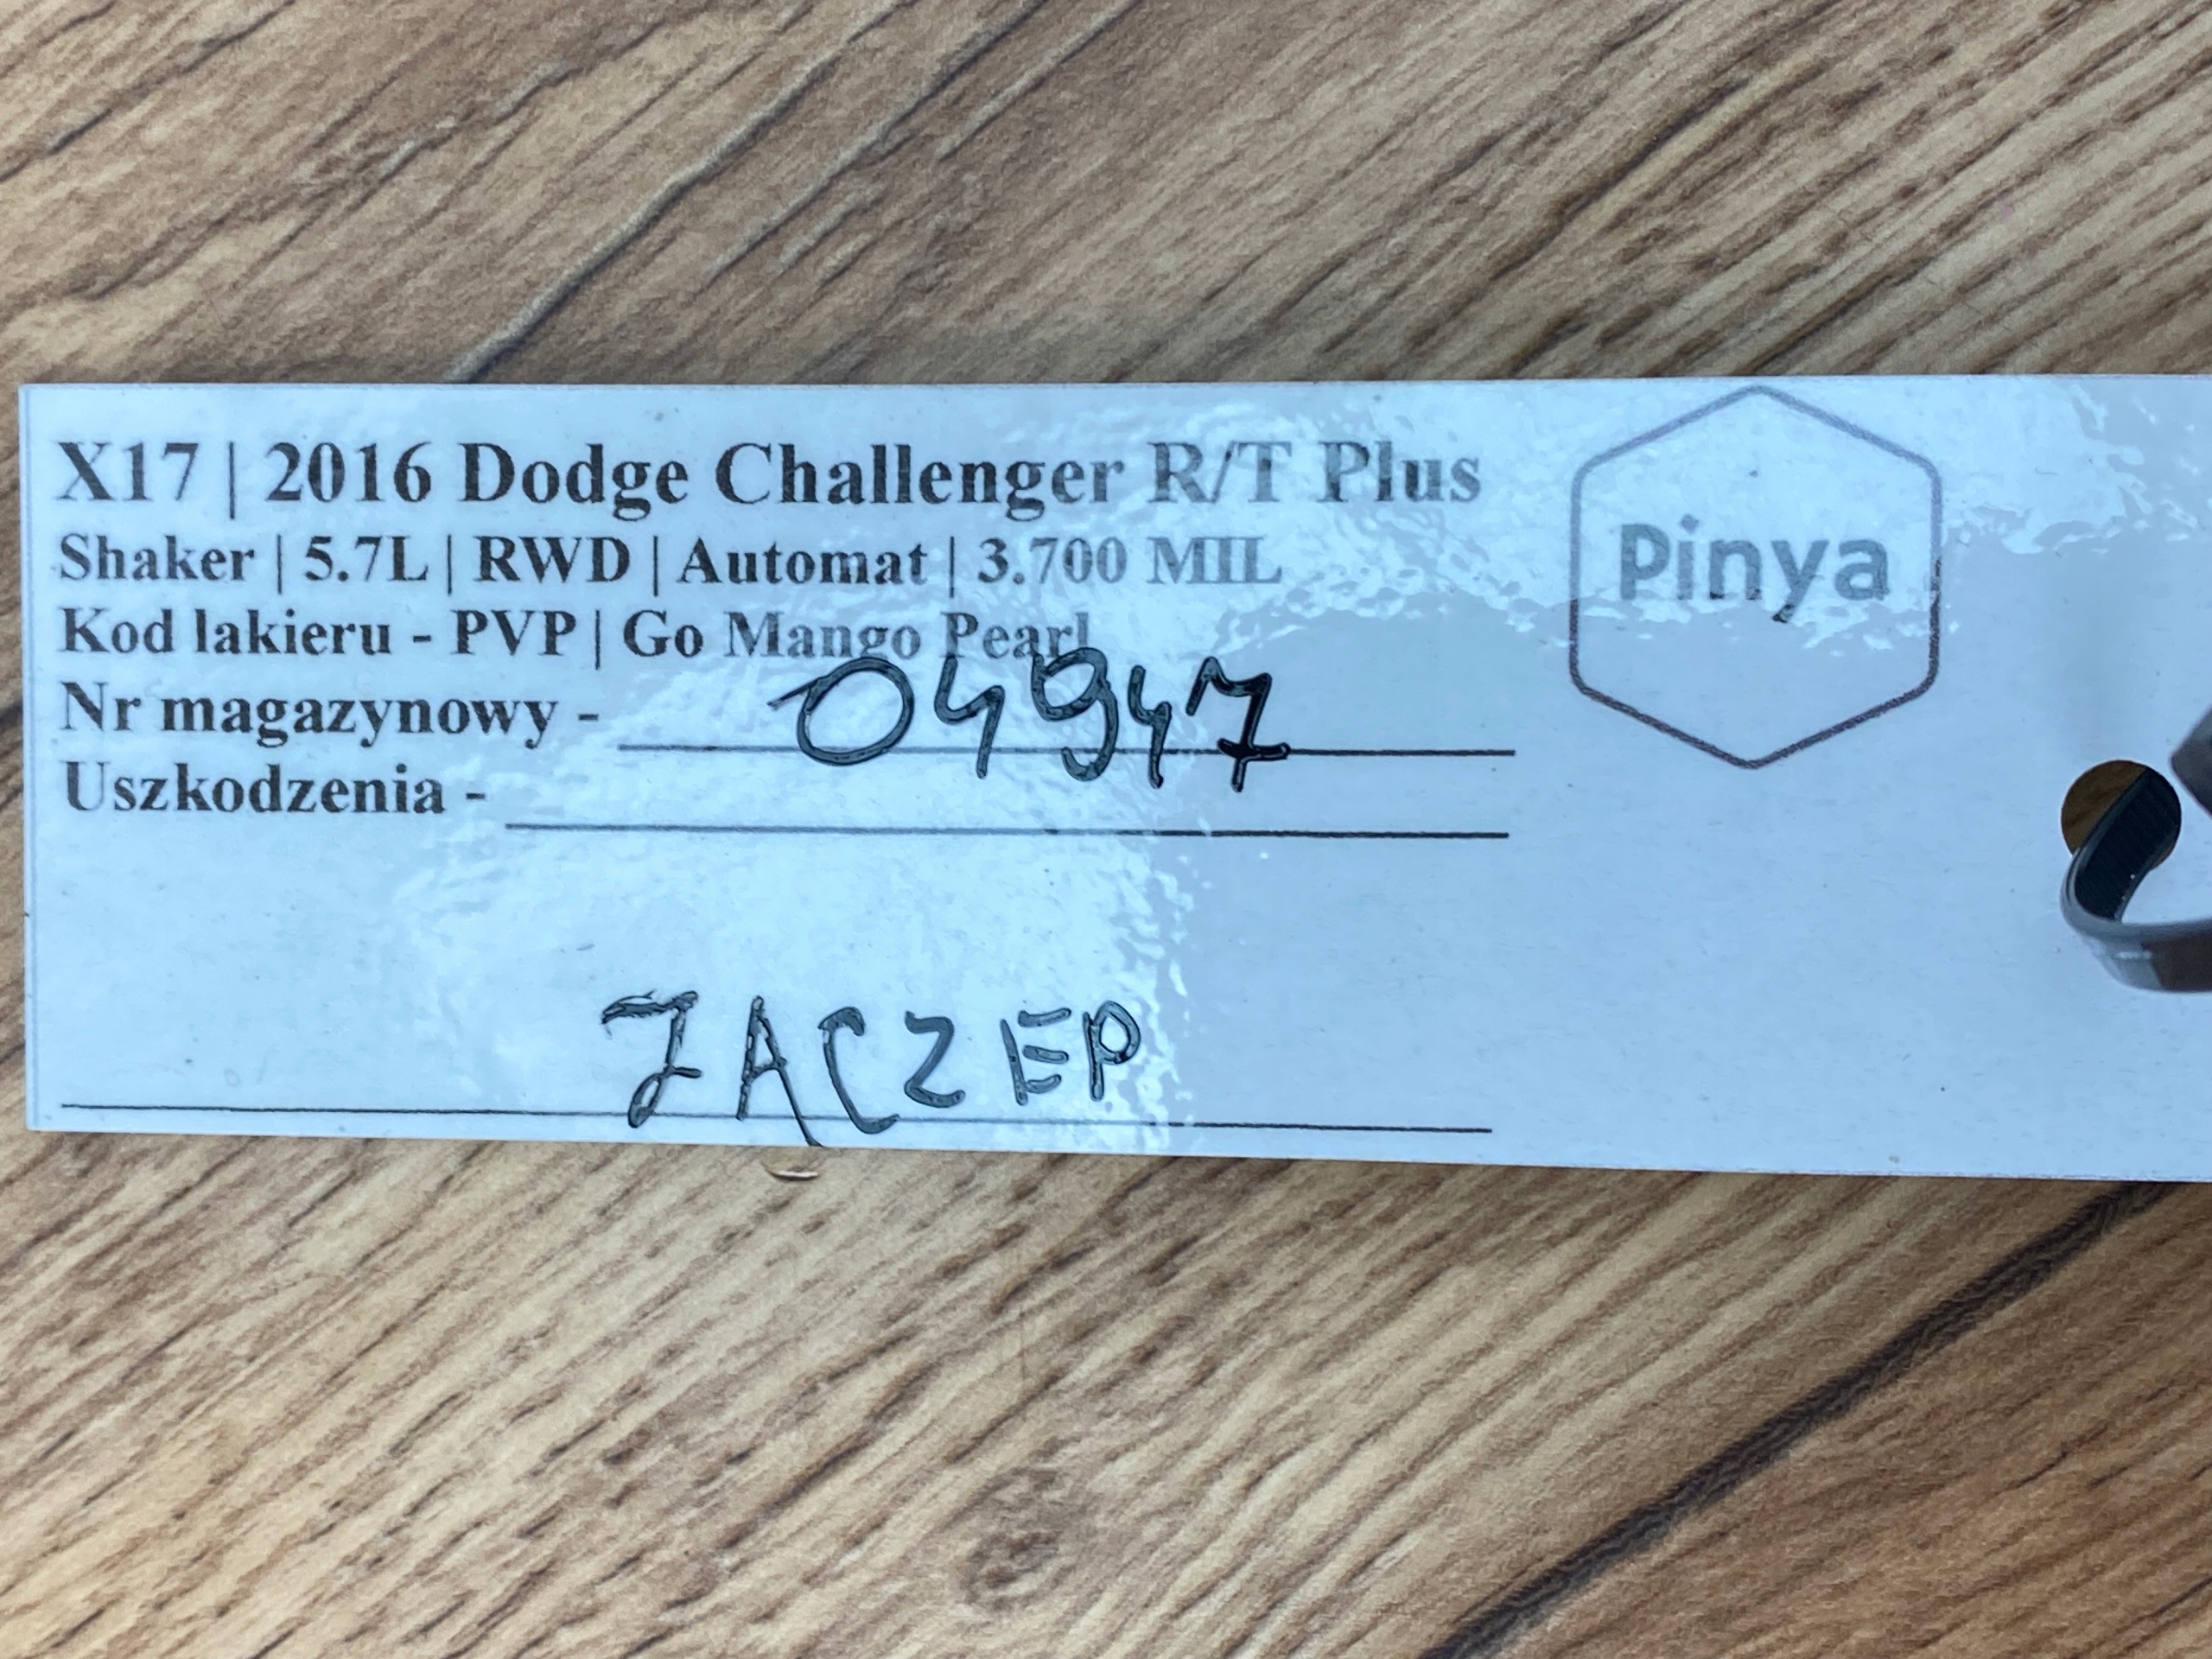 X17 | 2016 Dodge Challenger R/T Plus
Shaker | 5.7L | RWD | Automat | 3.700 MIL
Kod lakieru - PVP | Go Mango Pearl
Nr magazynowy - 04947
Uszkodzenia -
ZACZEP
Pinya